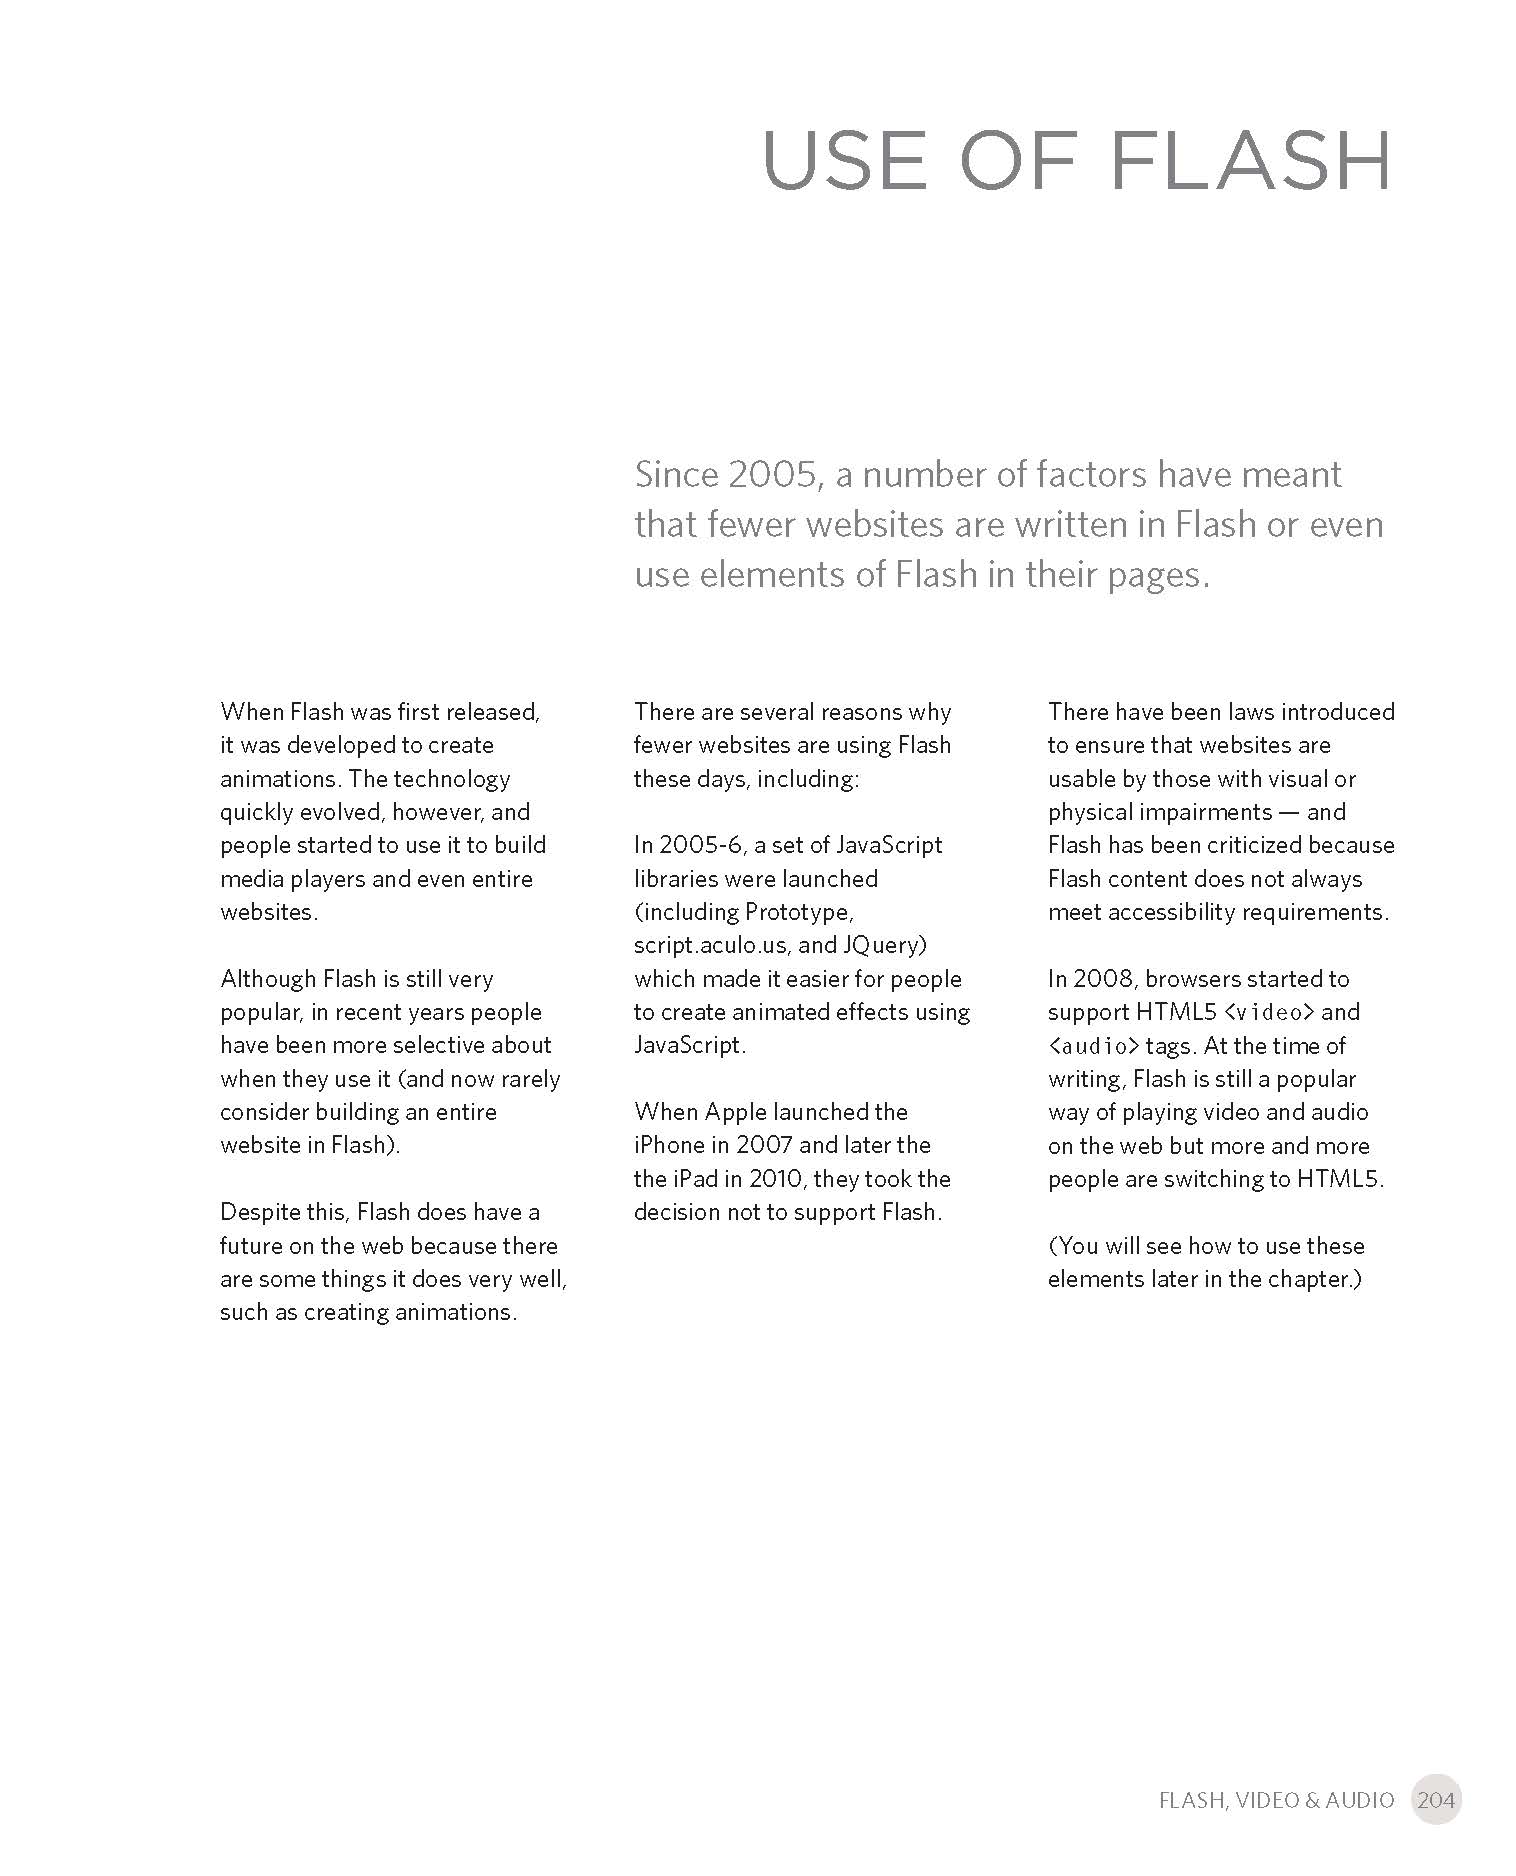 USE OF FLASH
Since 2005, a number of factors have meant
that fewer websites are written in Flash or even
use elements of Flash in their pages.
When Flash was first released,
it was developed to create
animations. The technology
quickly evolved, however, and
people started to use it to build
media players and even entire
websites.
Although Flash is still very
popular, in recent years people
have been more selective about
when they use it (and now rarely
consider building an entire
website in Flash).
Despite this, Flash does have a
future on the web because there
are some things it does very well,
such as creating animations.
There are several reasons why
fewer websites are using Flash
these days, including:
In 2005-6, a set of JavaScript
libraries were launched
(including Prototype,
script.aculo.us, and JQuery)
which made it easier for people
to create animated effects using
JavaScript.
When Apple launched the
iPhone in 2007 and later the
the iPad in 2010, they took the
decision not to support Flash.
There have been laws introduced
to ensure that websites are
usable by those with visual or
physical impairments — and
Flash has been criticized because
Flash content does not always
meet accessibility requirements.
In 2008, browsers started to
support HTML5 <video> and
<audio> tags. At the time of
writing, Flash is still a popular
way of playing video and audio
on the web but more and more
people are switching to HTML5.
(You will see how to use these
elements later in the chapter.)
FLASH, VIDEO & AUDIO 204